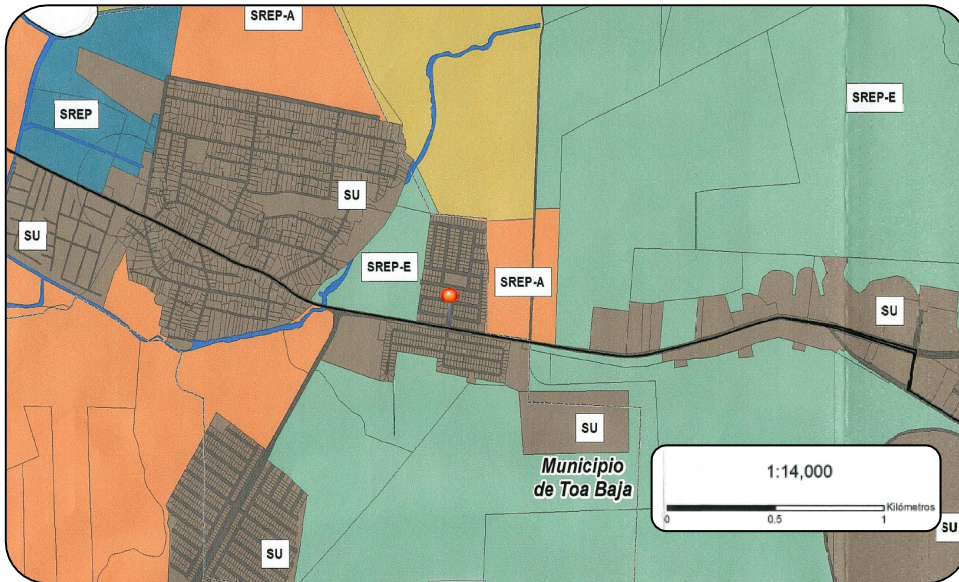 SREP-A
SREP-E
SREP
SU
SU
SREP-E
SREP-A
SU
SU
Municipio
de Toa Baja
1:14,000
Kilómetros
0 0.5 1
SU
SU